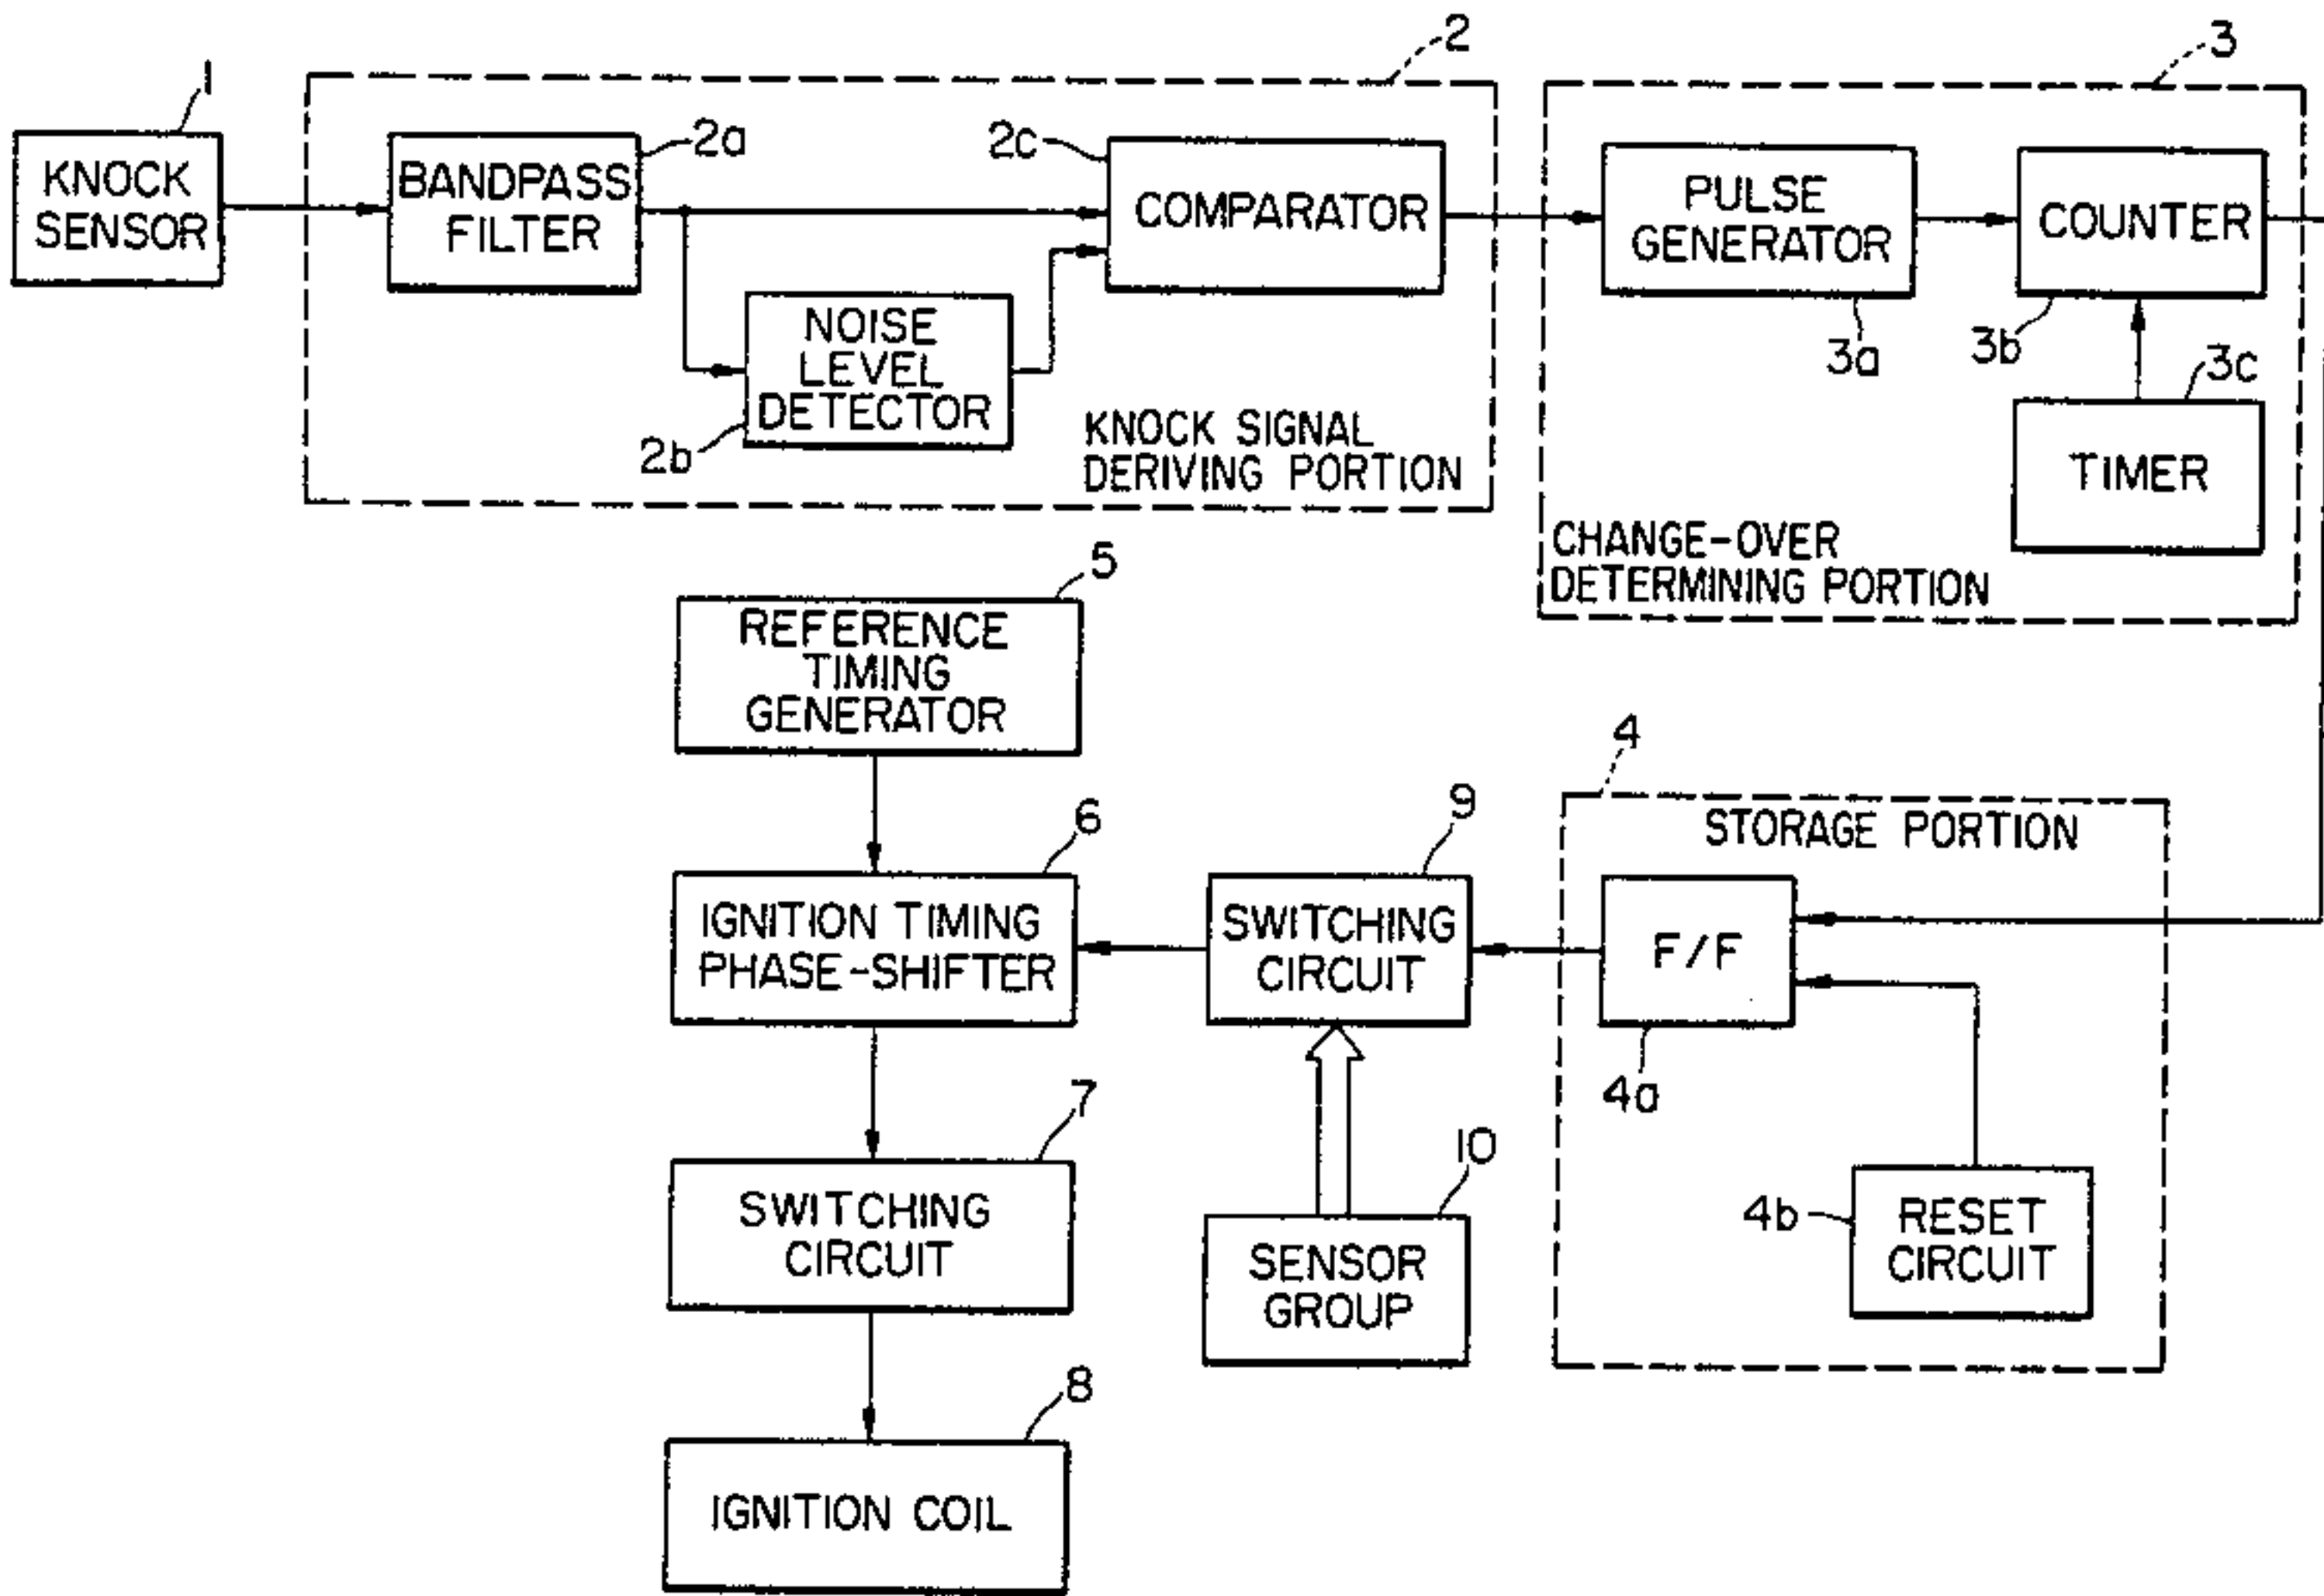 1
KNOCK
SENSOR
2
2a
BANDPASS
FILTER
2b
NOISE
LEVEL
DETECTOR
2c
COMPARATOR
KNOCK SIGNAL
DERIVING PORTION
3
PULSE
GENERATOR
3a
COUNTER
3b
3c
TIMER
CHANGE-OVER
DETERMINING PORTION
5
REFERENCE
TIMING
GENERATOR
6
IGNITION TIMING
PHASE-SHIFTER
7
SWITCHING
CIRCUIT
8
IGNITION COIL
9
SWITCHING
CIRCUIT
10
SENSOR
GROUP
4
STORAGE PORTION
F/F
4a
4b
RESET
CIRCUIT